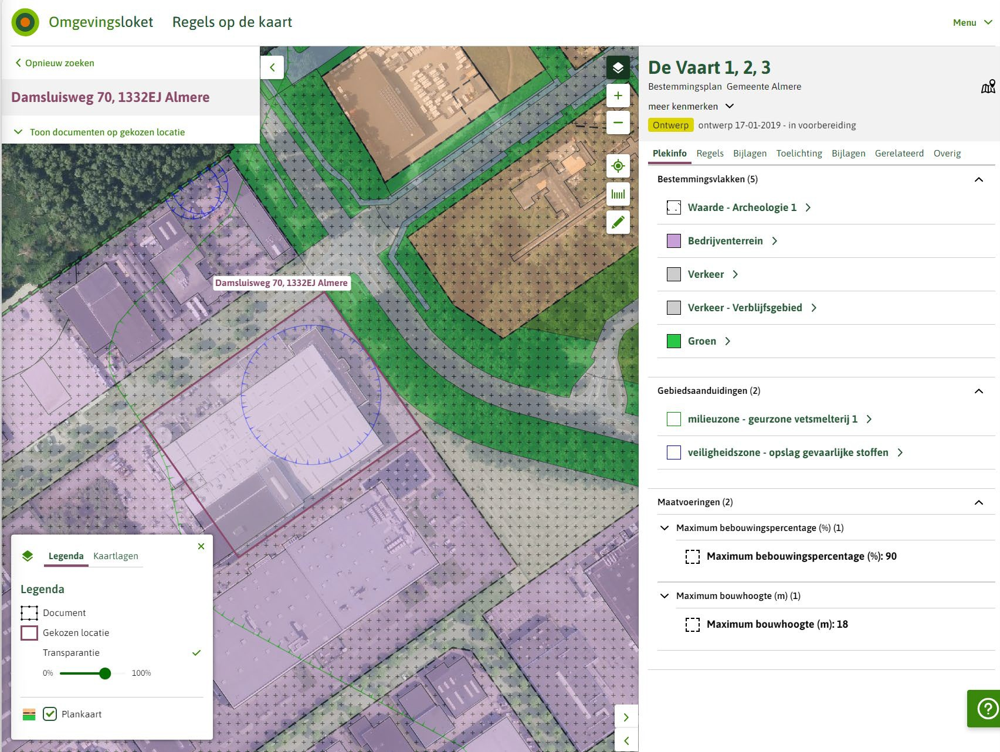 Omgevingsloket
Regels op de kaart
Menu
Opnieuw zoeken
Damsluisweg 70, 1332EJ Almere
Toon documenten op gekozen locatie
Damsluisweg 70, 1332EJ Almere
Legenda
Kaartlagen
Legenda
Document
Gekozen locatie
Transparantie
0%
100%
Plankaart
De Vaart 1, 2, 3
Bestemmingsplan Gemeente Almere
meer kenmerken
Ontwerp ontwerp 17-01-2019 - in voorbereiding
Plekinfo Regels Bijlagen Toelichting Bijlagen Gerelateerd Overig
Bestemmingsvlakken (5)
Waarde - Archeologie 1
Bedrijventerrein
Verkeer
Verkeer - Verblijfsgebied
Groen
Gebiedsaanduidingen (2)
milieuzone - geurzone vetsmelterij 1
veiligheidszone - opslag gevaarlijke stoffen
Maatvoeringen (2)
Maximum bebouwingspercentage (%) (1)
Maximum bebouwingspercentage (%): 90
Maximum bouwhoogte (m) (1)
Maximum bouwhoogte (m): 18